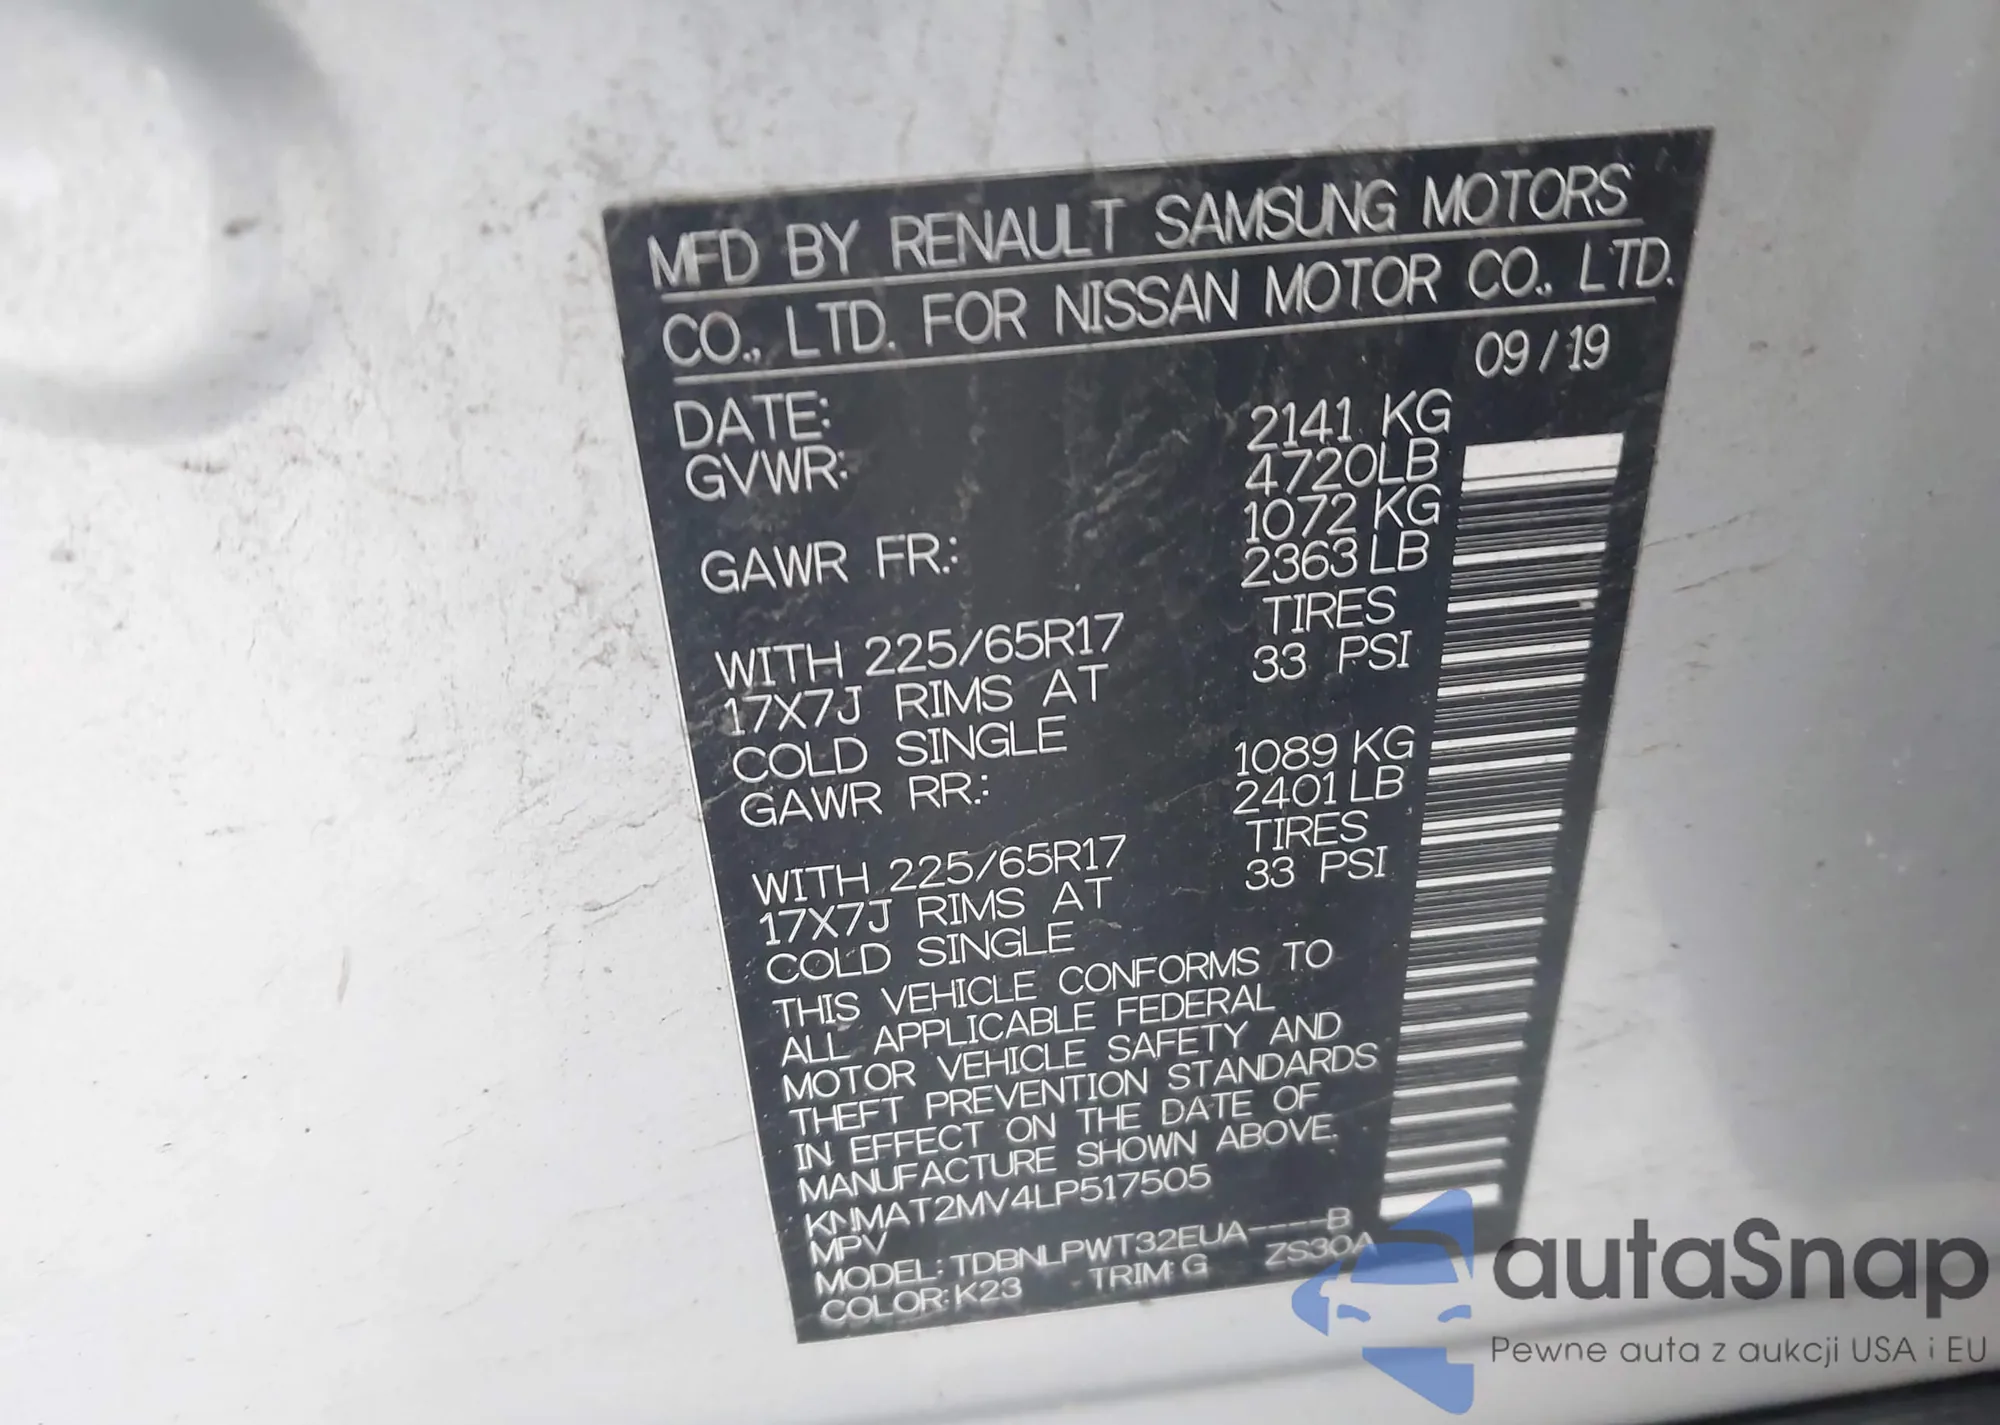 MFD BY RENAULT SAMSUNG MOTORS
CO., LTD. FOR NISSAN MOTOR CO., LTD.
DATE: 09/19
GVWR: 2141 KG
4720LB
GAWR FR.: 1072 KG
2363 LB
WITH 225/65R17 TIRES
17X7J RIMS AT 33 PSI
COLD SINGLE
GAWR RR.: 1089 KG
2401 LB
WITH 225/65R17 TIRES
17X7J RIMS AT 33 PSI
COLD SINGLE
THIS VEHICLE CONFORMS TO
ALL APPLICABLE FEDERAL
MOTOR VEHICLE SAFETY AND
THEFT PREVENTION STANDARDS
IN EFFECT ON THE DATE OF
MANUFACTURE SHOWN ABOVE.
KNMAT2MV4LP517505
MPV
MODEL: TDBNLPWT32EUA----B
COLOR: K23 TRIM: G ZS30A
autoSnap
Pewne auta z aukcji USA i EU